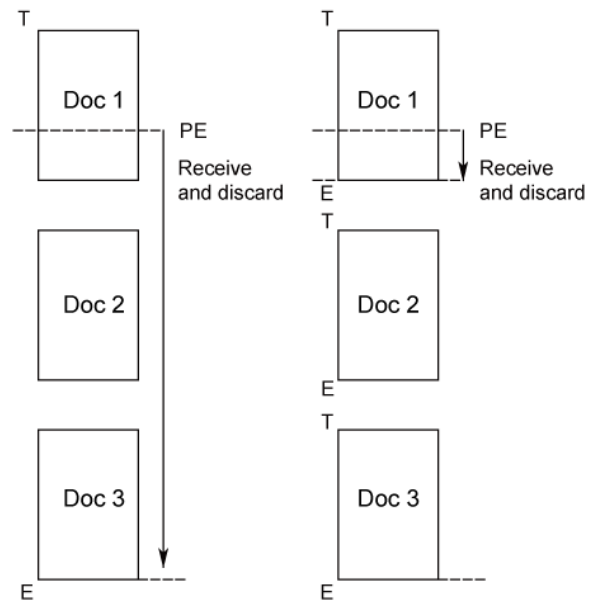 T
Doc 1
PE
Receive
and discard
Doc 2
Doc 3
E
T
Doc 1
PE
Receive
and discard
E
T
Doc 2
E
T
Doc 3
E